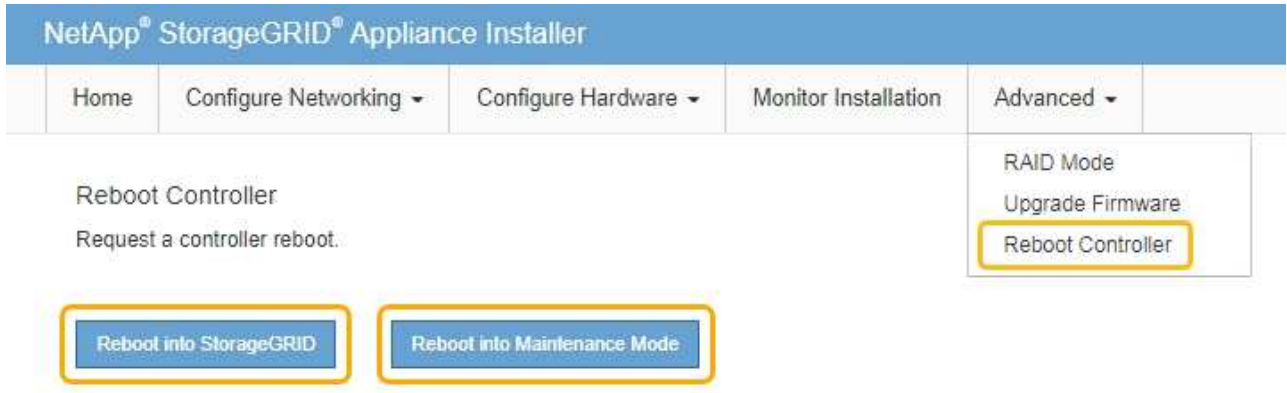 NetApp® StorageGRID® Appliance Installer
Home Configure Networking Configure Hardware Monitor Installation Advanced
RAID Mode
Upgrade Firmware
Reboot Controller
Reboot Controller
Request a controller reboot.
Reboot into StorageGRID Reboot into Maintenance Mode